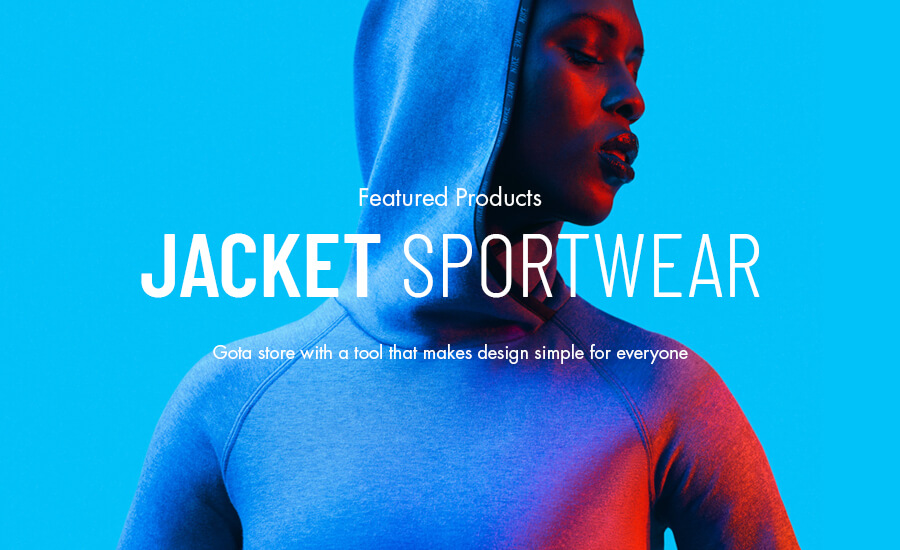 Featured Products
JACKET SPORTWEAR
Gota store with a tool that makes design simple for everyone